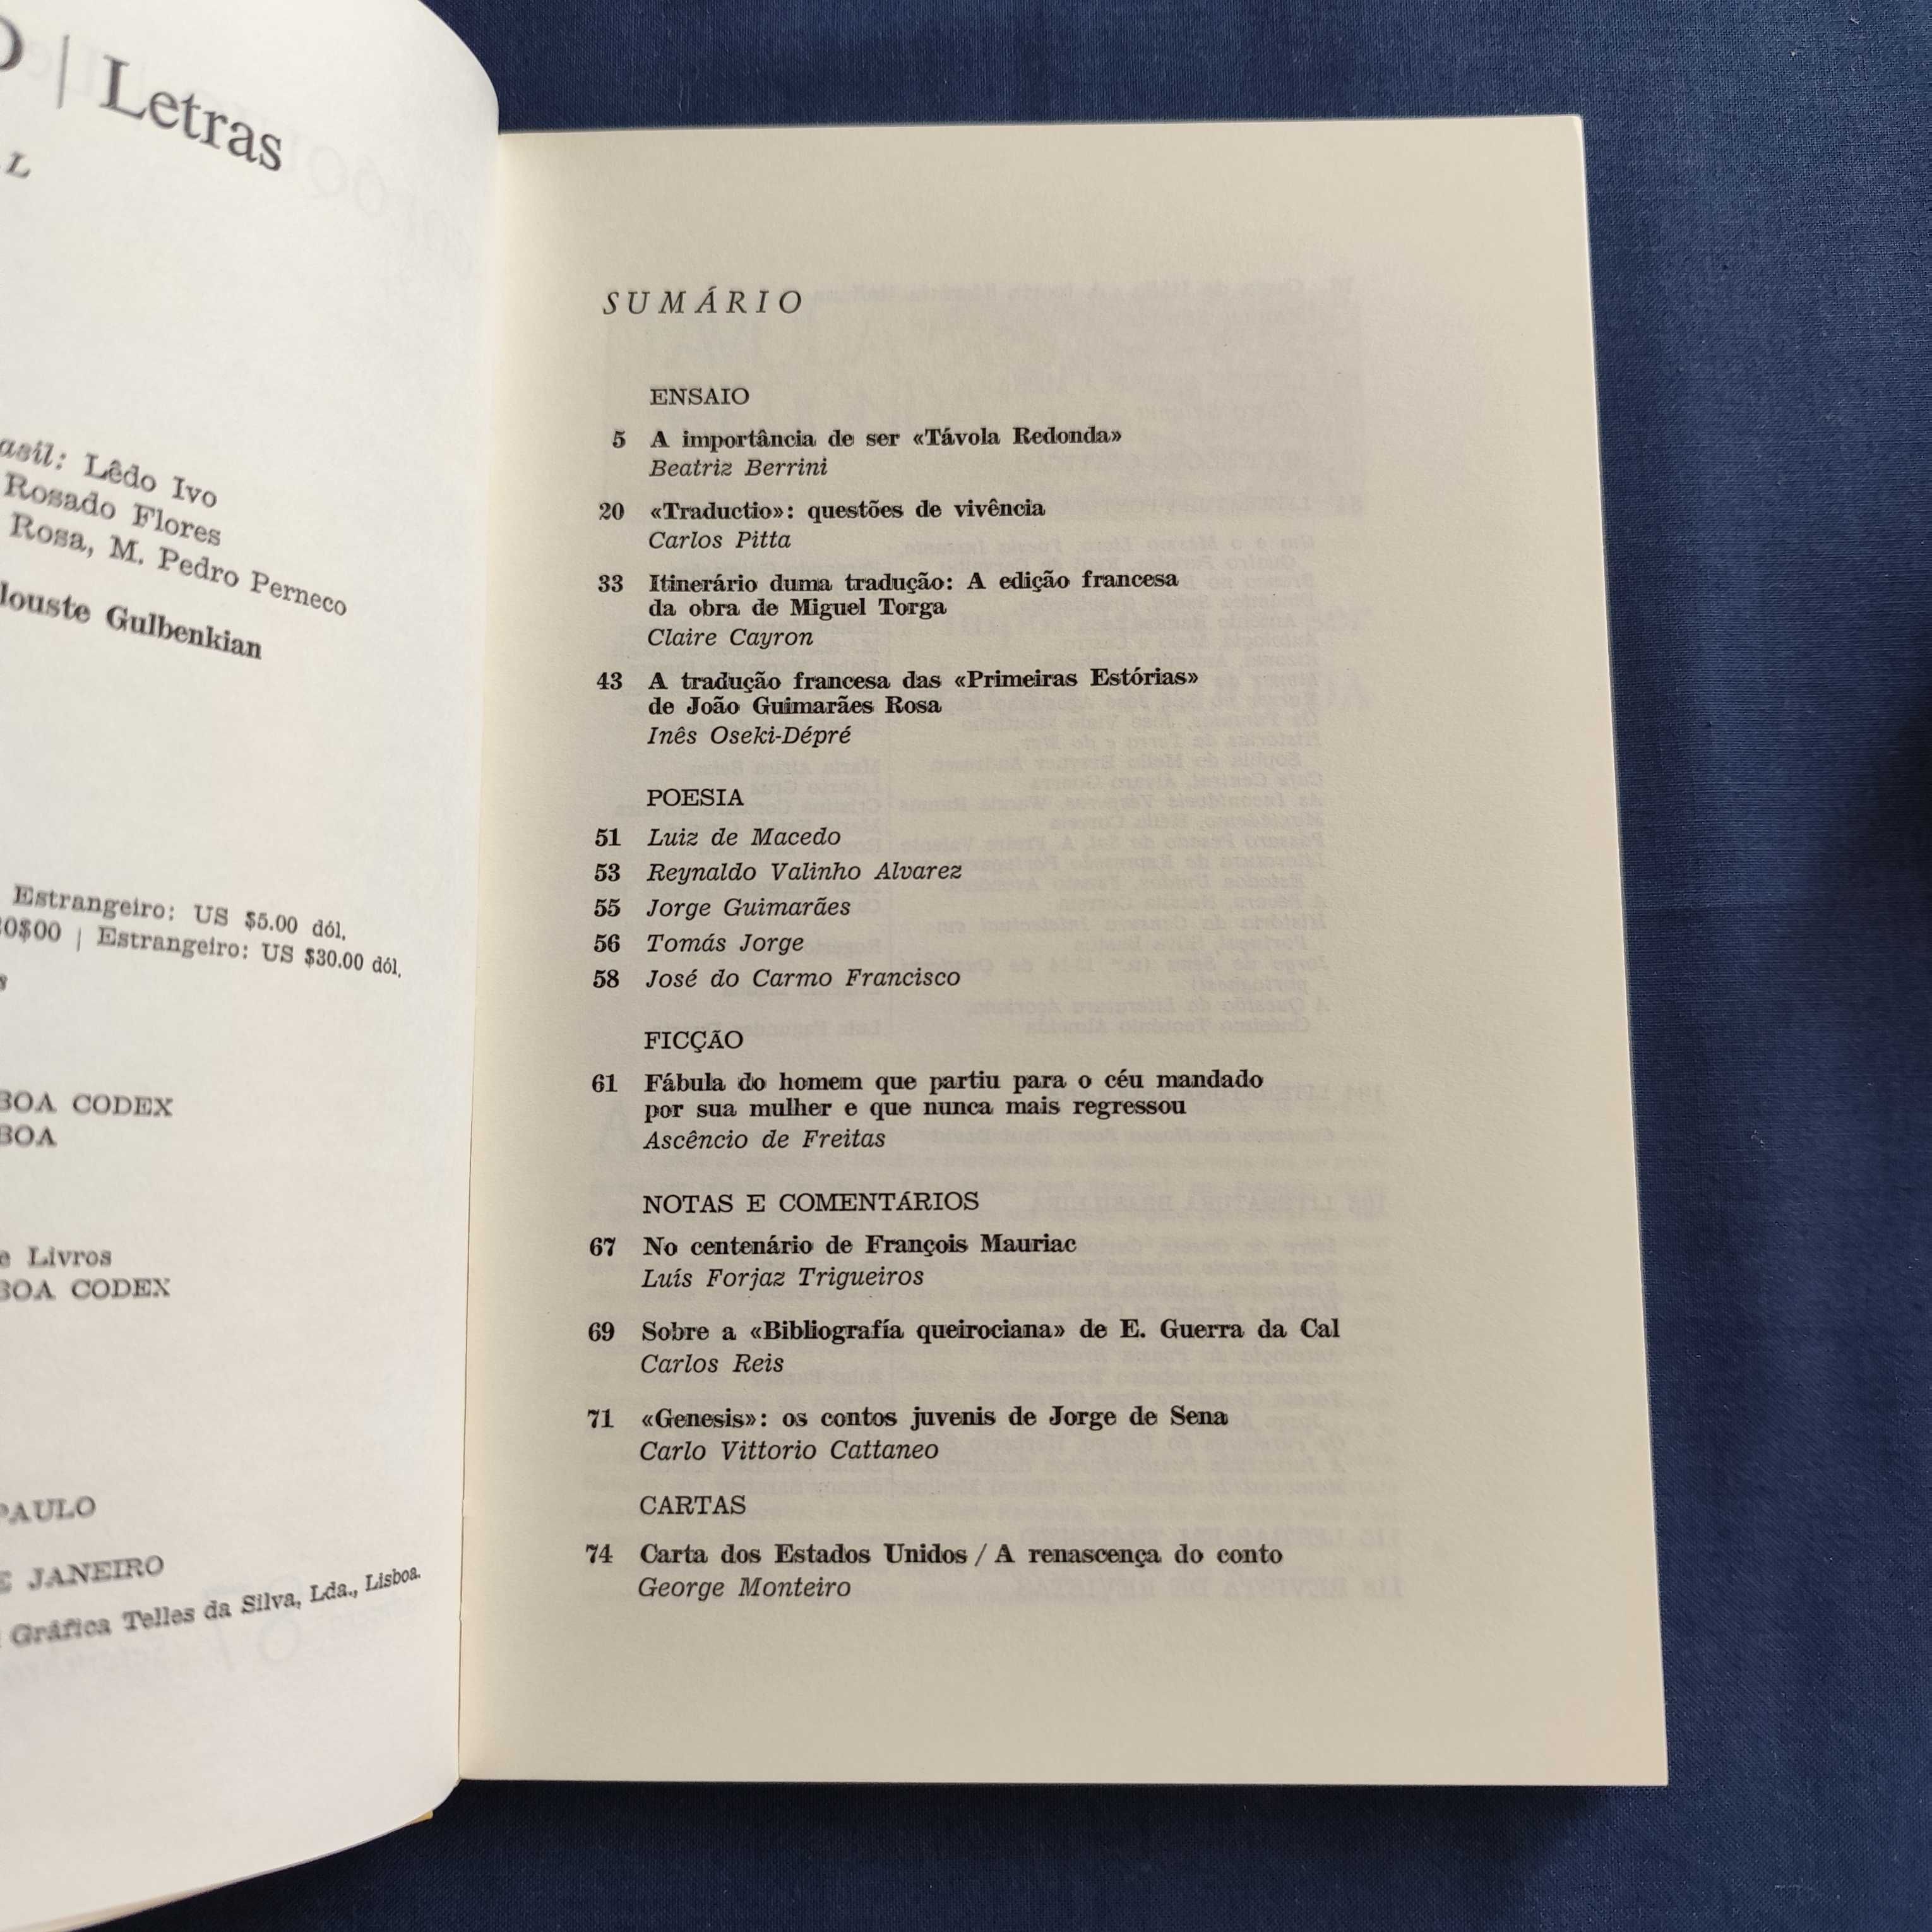 | Letras
L
Lêdo Ivo
Rosado Flores
Rosa, M. Pedro Perneco
Gulbenkian
Estrangeiro: US $5.00 dól.
| Estrangeiro: US $30.00 dól.
CODEX
Livros
CODEX
JANEIRO
Gráfica Telles da Silva, Lda., Lisboa.
SUMÁRIO
ENSAIO
5 A importância de ser «Távola Redonda»
Beatriz Berrini
20 «Traductio»: questões de vivência
Carlos Pitta
33 Itinerário duma tradução: A edição francesa
da obra de Miguel Torga
Claire Cayron
43 A tradução francesa das «Primeiras Estórias»
de João Guimarães Rosa
Inês Oseki-Dépré
POESIA
51 Luiz de Macedo
53 Reynaldo Valinho Alvarez
55 Jorge Guimarães
56 Tomás Jorge
58 José do Carmo Francisco
FICÇÃO
61 Fábula do homem que partiu para o céu mandado
por sua mulher e que nunca mais regressou
Ascêncio de Freitas
NOTAS E COMENTÁRIOS
67 No centenário de François Mauriac
Luís Forjaz Trigueiros
69 Sobre a «Bibliografía queirociana» de E. Guerra da Cal
Carlos Reis
71 «Genesis»: os contos juvenis de Jorge de Sena
Carlo Vittorio Cattaneo
CARTAS
74 Carta dos Estados Unidos / A renascença do conto
George Monteiro